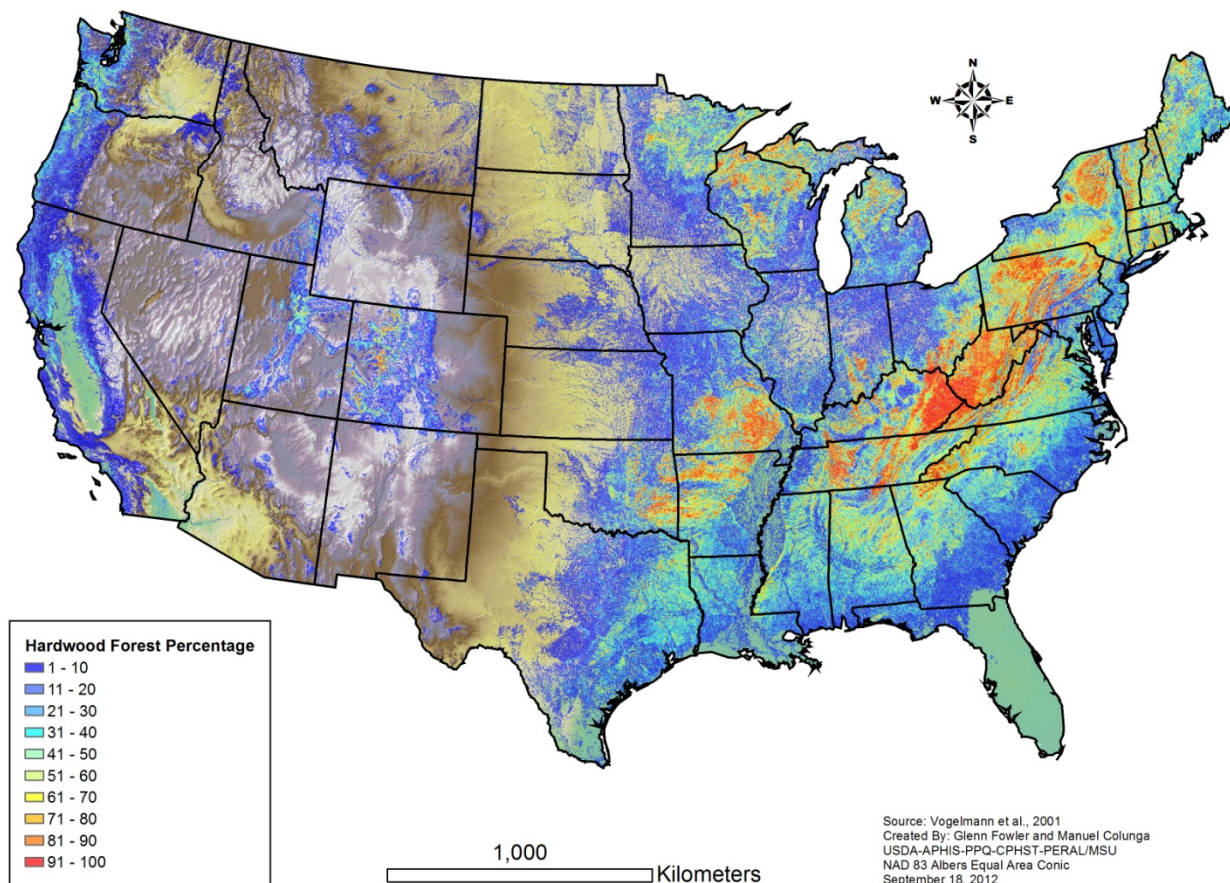 N
W E
S
Hardwood Forest Percentage
1 - 10
11 - 20
21 - 30
31 - 40
41 - 50
51 - 60
61 - 70
71 - 80
81 - 90
91 - 100
1,000
Kilometers
Source: Vogelmann et al., 2001
Created By: Glenn Fowler and Manuel Colunga
USDA-APHIS-PPQ-CPHST-PERAL/MSU
NAD 83 Albers Equal Area Conic
September 18, 2012